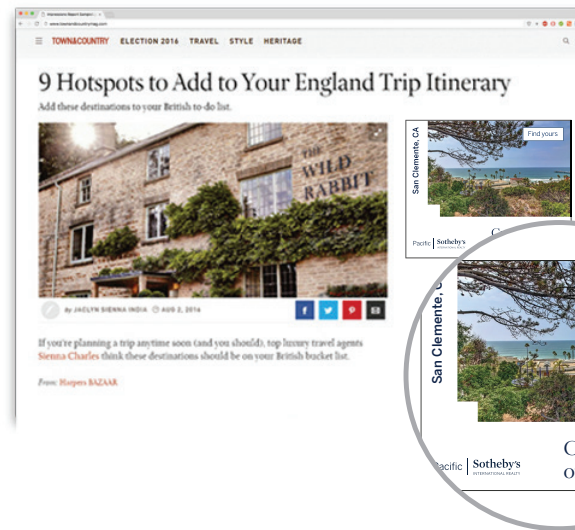 www.townandcountrymag.com
TOWN&COUNTRY ELECTION 2016 TRAVEL STYLE HERITAGE
9 Hotspots to Add to Your England Trip Itinerary
Add these destinations to your British to-do list.
THE
WILD
RABBIT
by JACLYN SIENNA INDIA AUG 2, 2016
If you're planning a trip anytime soon (and you should), top luxury travel agents
Sienna Charles think these destinations should be on your British bucket list.
From: Harpers BAZAAR
San Clemente, CA
Find yours
Pacific Sotheby's
INTERNATIONAL REALTY
San Clemente, C
acific Sotheby's
INTERNATIONAL REALTY
C
O